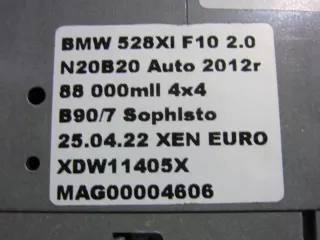 BMW 528XI F10 2.0
N20B20 Auto 2012r
88 000mil 4x4
B90/7 Sophisto
25.04.22 XEN EURO
XDW11405X
MAG00004606